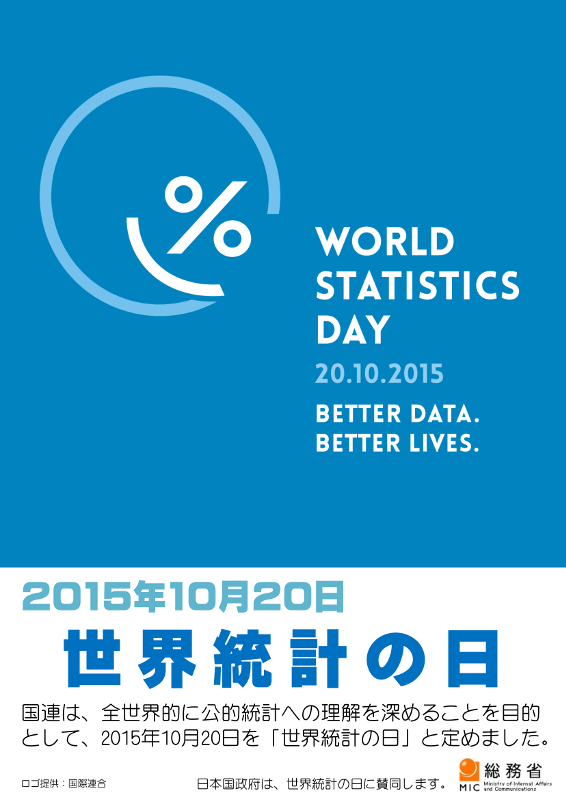 %
WORLD
STATISTICS
DAY
20.10.2015
BETTER DATA.
BETTER LIVES.
2015年10月20日
世界統計の日
国連は、全世界的に公的統計への理解を深めることを目的
として、2015年10月20日を「世界統計の日」と定めました。
ロゴ提供：国際連合
日本国政府は、世界統計の日に賛同します。
MIC 総務省
Ministry of Internal Affairs
and Communications